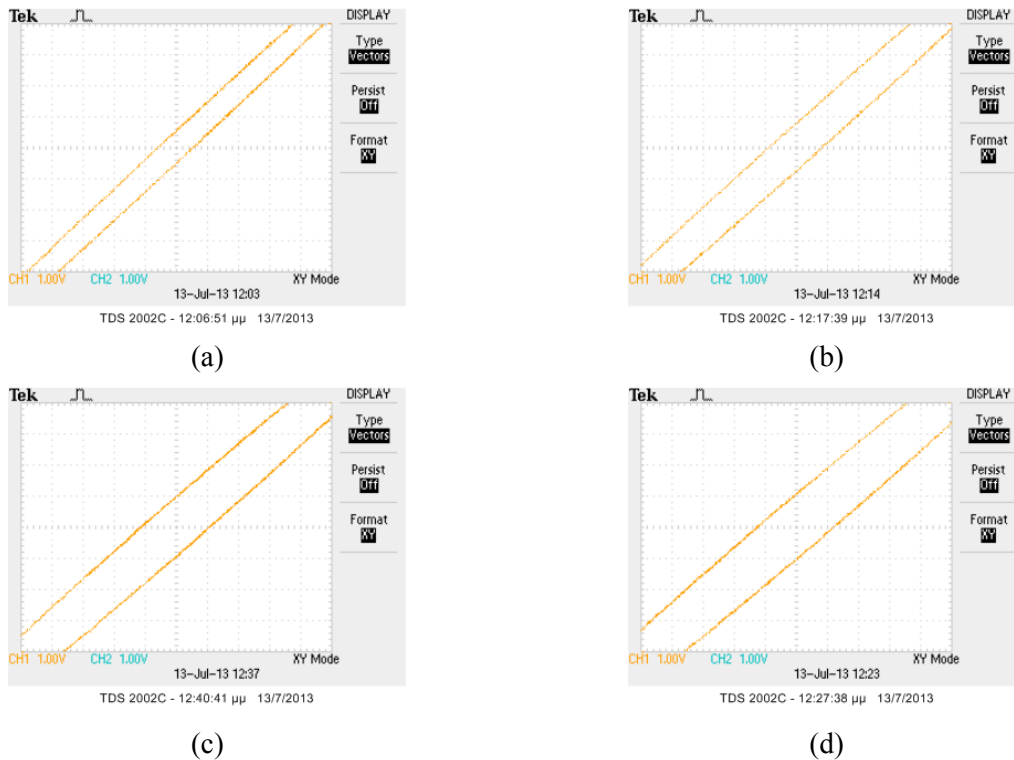 Tek
DISPLAY
Type
Vectors
Persist
Off
Format
XY
CH1 1.00V CH2 1.00V XY Mode
13-Jul-13 12:03
TDS 2002C - 12:06:51 μμ 13/7/2013
(a)
Tek
DISPLAY
Type
Vectors
Persist
Off
Format
XY
CH1 1.00V CH2 1.00V XY Mode
13-Jul-13 12:14
TDS 2002C - 12:17:39 μμ 13/7/2013
(b)
Tek
DISPLAY
Type
Vectors
Persist
Off
Format
XY
CH1 1.00V CH2 1.00V XY Mode
13-Jul-13 12:37
TDS 2002C - 12:40:41 μμ 13/7/2013
(c)
Tek
DISPLAY
Type
Vectors
Persist
Off
Format
XY
CH1 1.00V CH2 1.00V XY Mode
13-Jul-13 12:23
TDS 2002C - 12:27:38 μμ 13/7/2013
(d)